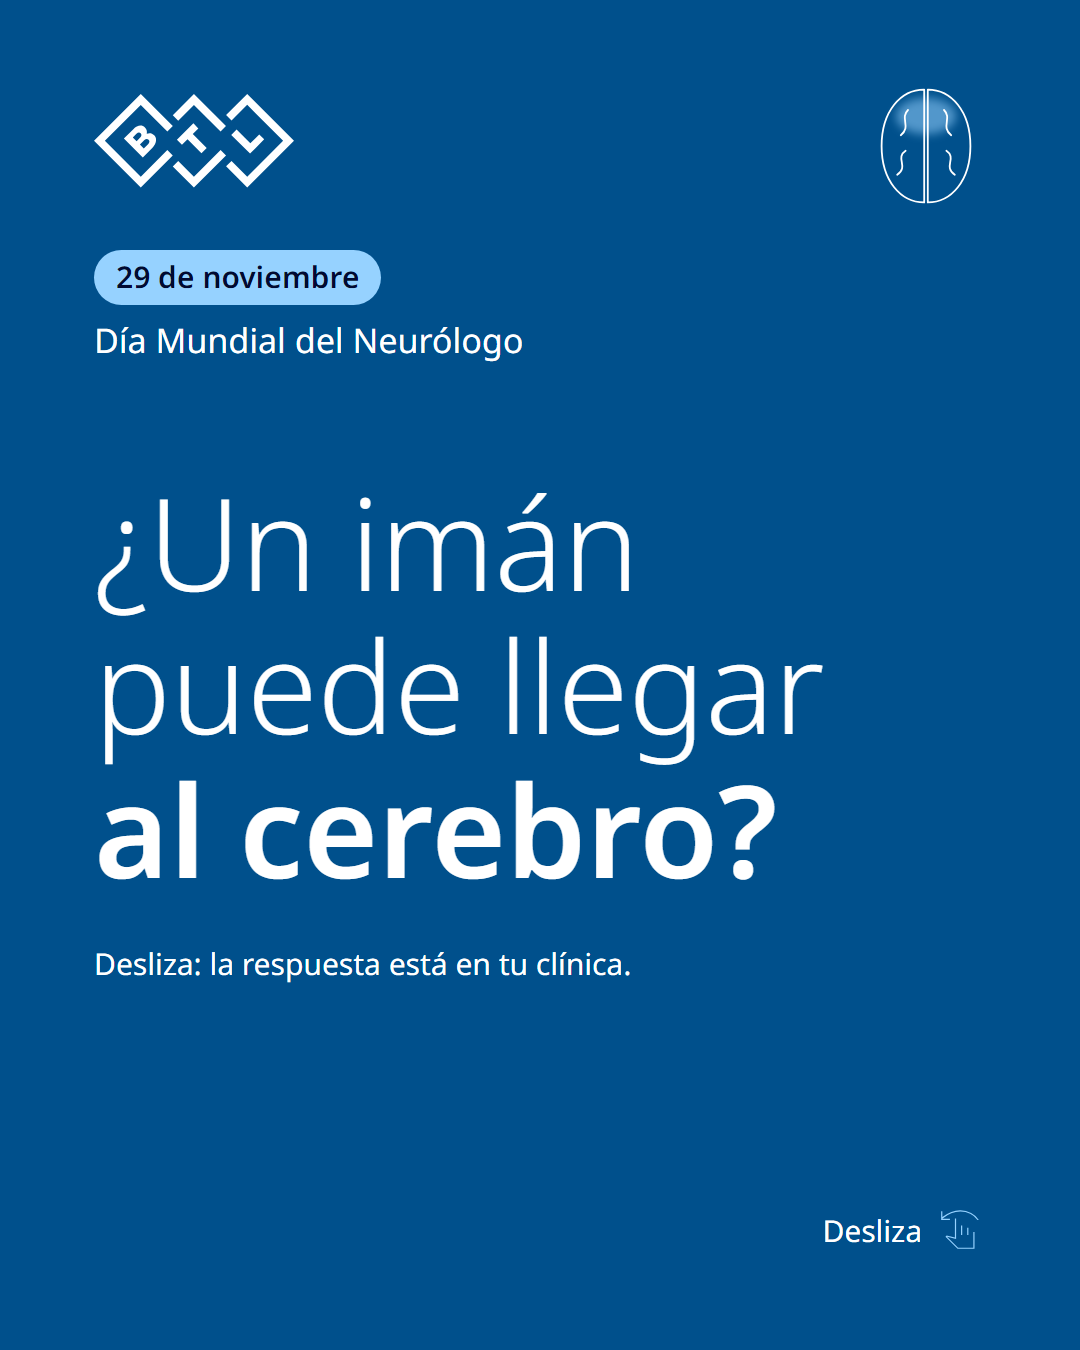 BTL
29 de noviembre
Día Mundial del Neurólogo
¿Un imán
puede llegar
al cerebro?
Desliza: la respuesta está en tu clínica.
Desliza